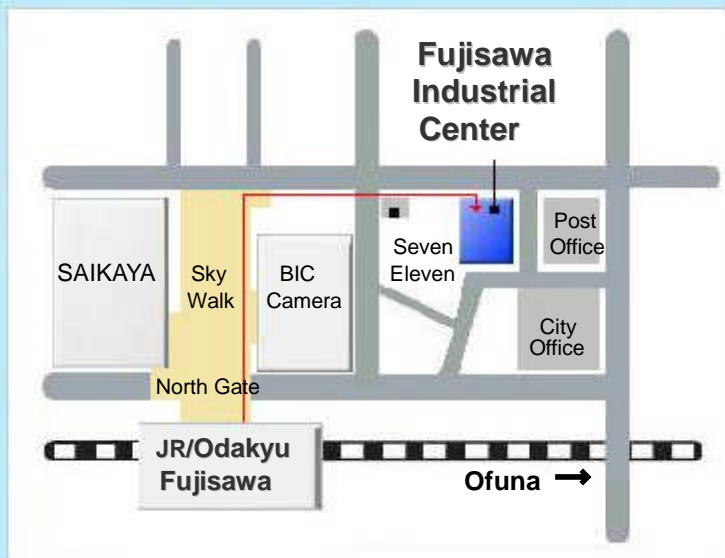 Fujisawa
Industrial
Center
SAIKAYA
Sky
Walk
BIC
Camera
Seven
Eleven
Post
Office
City
Office
North Gate
JR/Odakyu
Fujisawa
Ofuna →